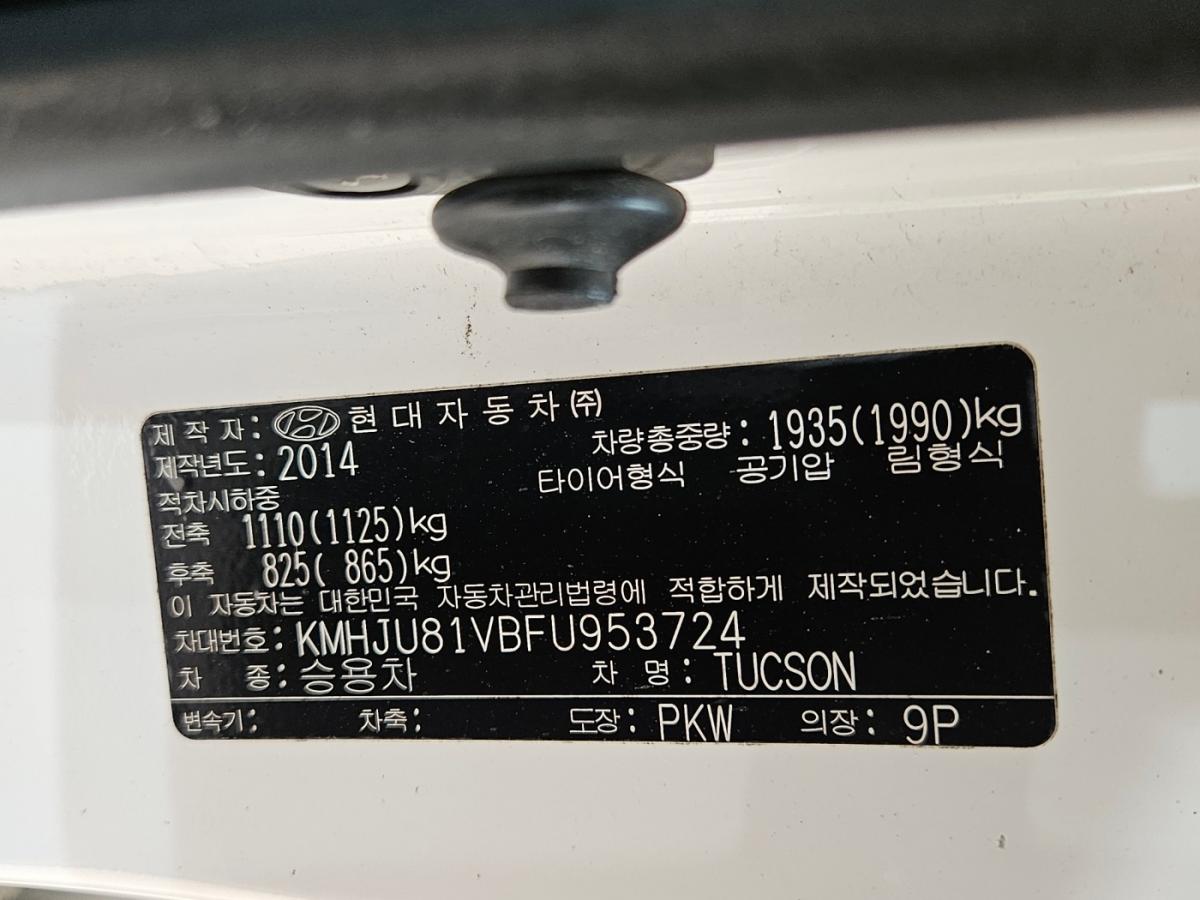 제 작 자 : 현 대 자 동 차 ㈜
차량총중량 : 1935(1990)kg
제작년도 : 2014
타이어형식 공기압 림형식
적차시하중
전축 1110(1125)kg
후축 825( 865)kg
이 자동차는 대한민국 자동차관리법령에 적합하게 제작되었습니다.
차대번호 : KMHJU81VBFU953724
차 종 : 승용차 차 명 : TUCSON
변속기 : 차축 : 도장 : PKW 의장 : 9P